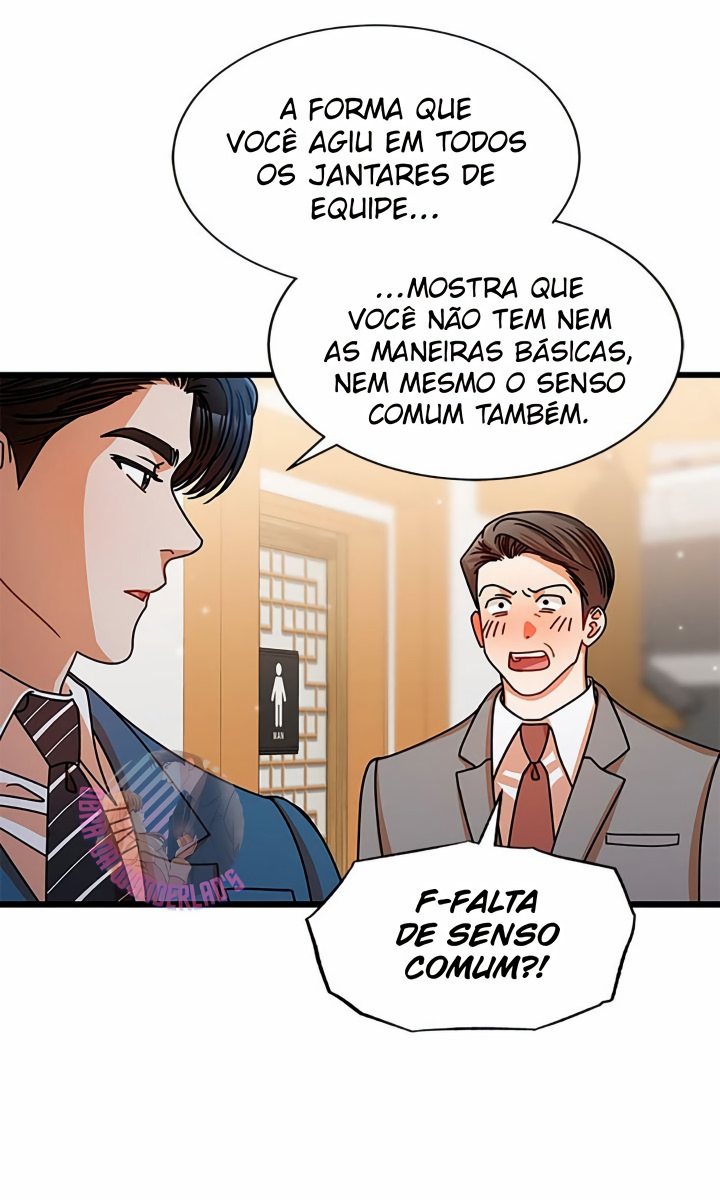 A FORMA QUE
VOCÊ AGIU EM TODOS
OS JANTARES DE
EQUIPE...
...MOSTRA QUE
VOCÊ NÃO TEM NEM
AS MANEIRAS BÁSICAS,
NEM MESMO O SENSO
COMUM TAMBÉM.
MAN
F-FALTA
DE SENSO
COMUM?!